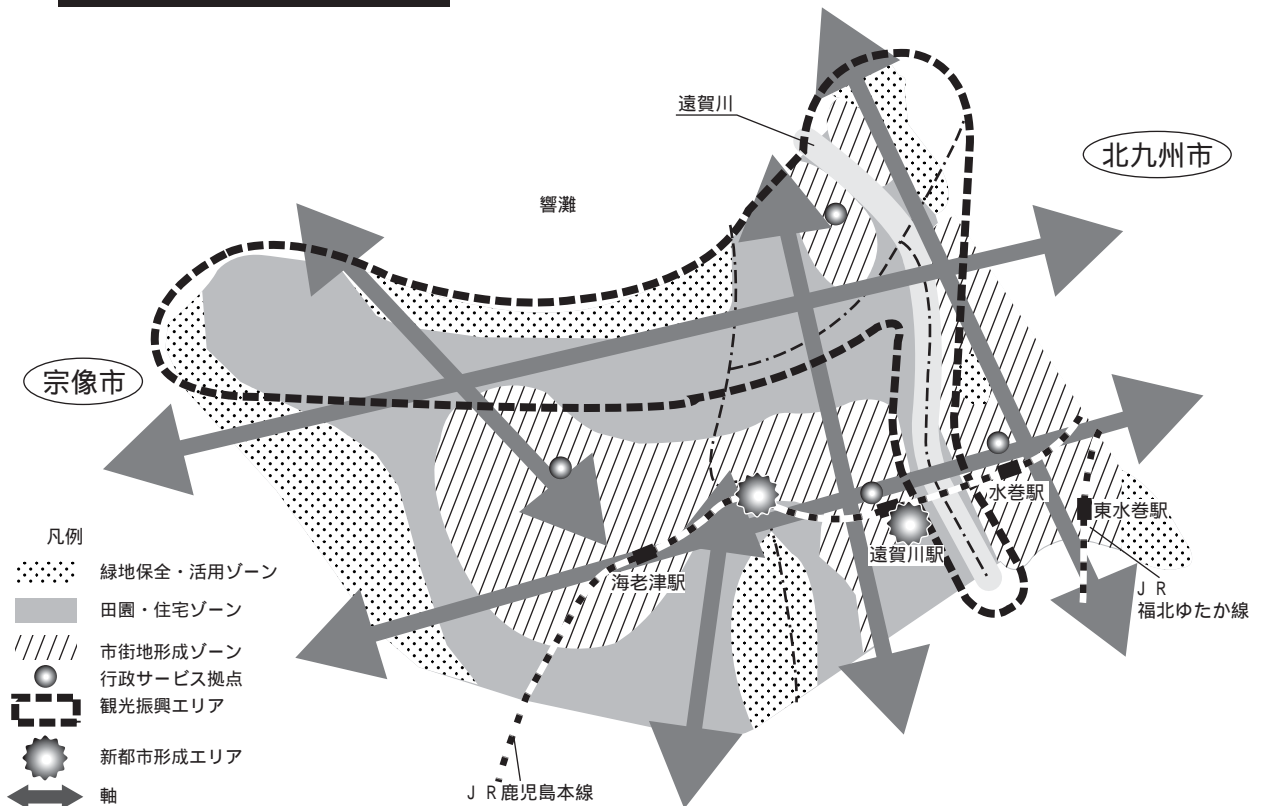 遠賀川
北九州市
響灘
宗像市
水巻駅
東水巻駅
遠賀川駅
海老津駅
ＪＲ
福北ゆたか線
ＪＲ鹿児島本線
凡例
緑地保全・活用ゾーン
田園・住宅ゾーン
市街地形成ゾーン
行政サービス拠点
観光振興エリア
新都市形成エリア
軸